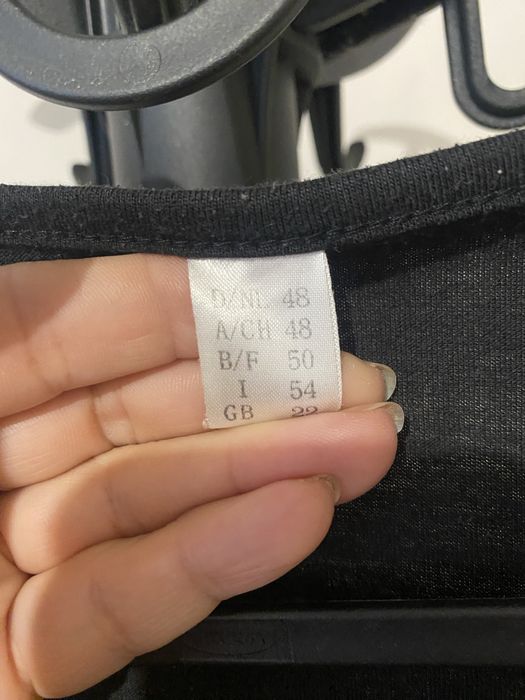 D/NL 48
A/CH 48
B/F 50
I 54
GB 22